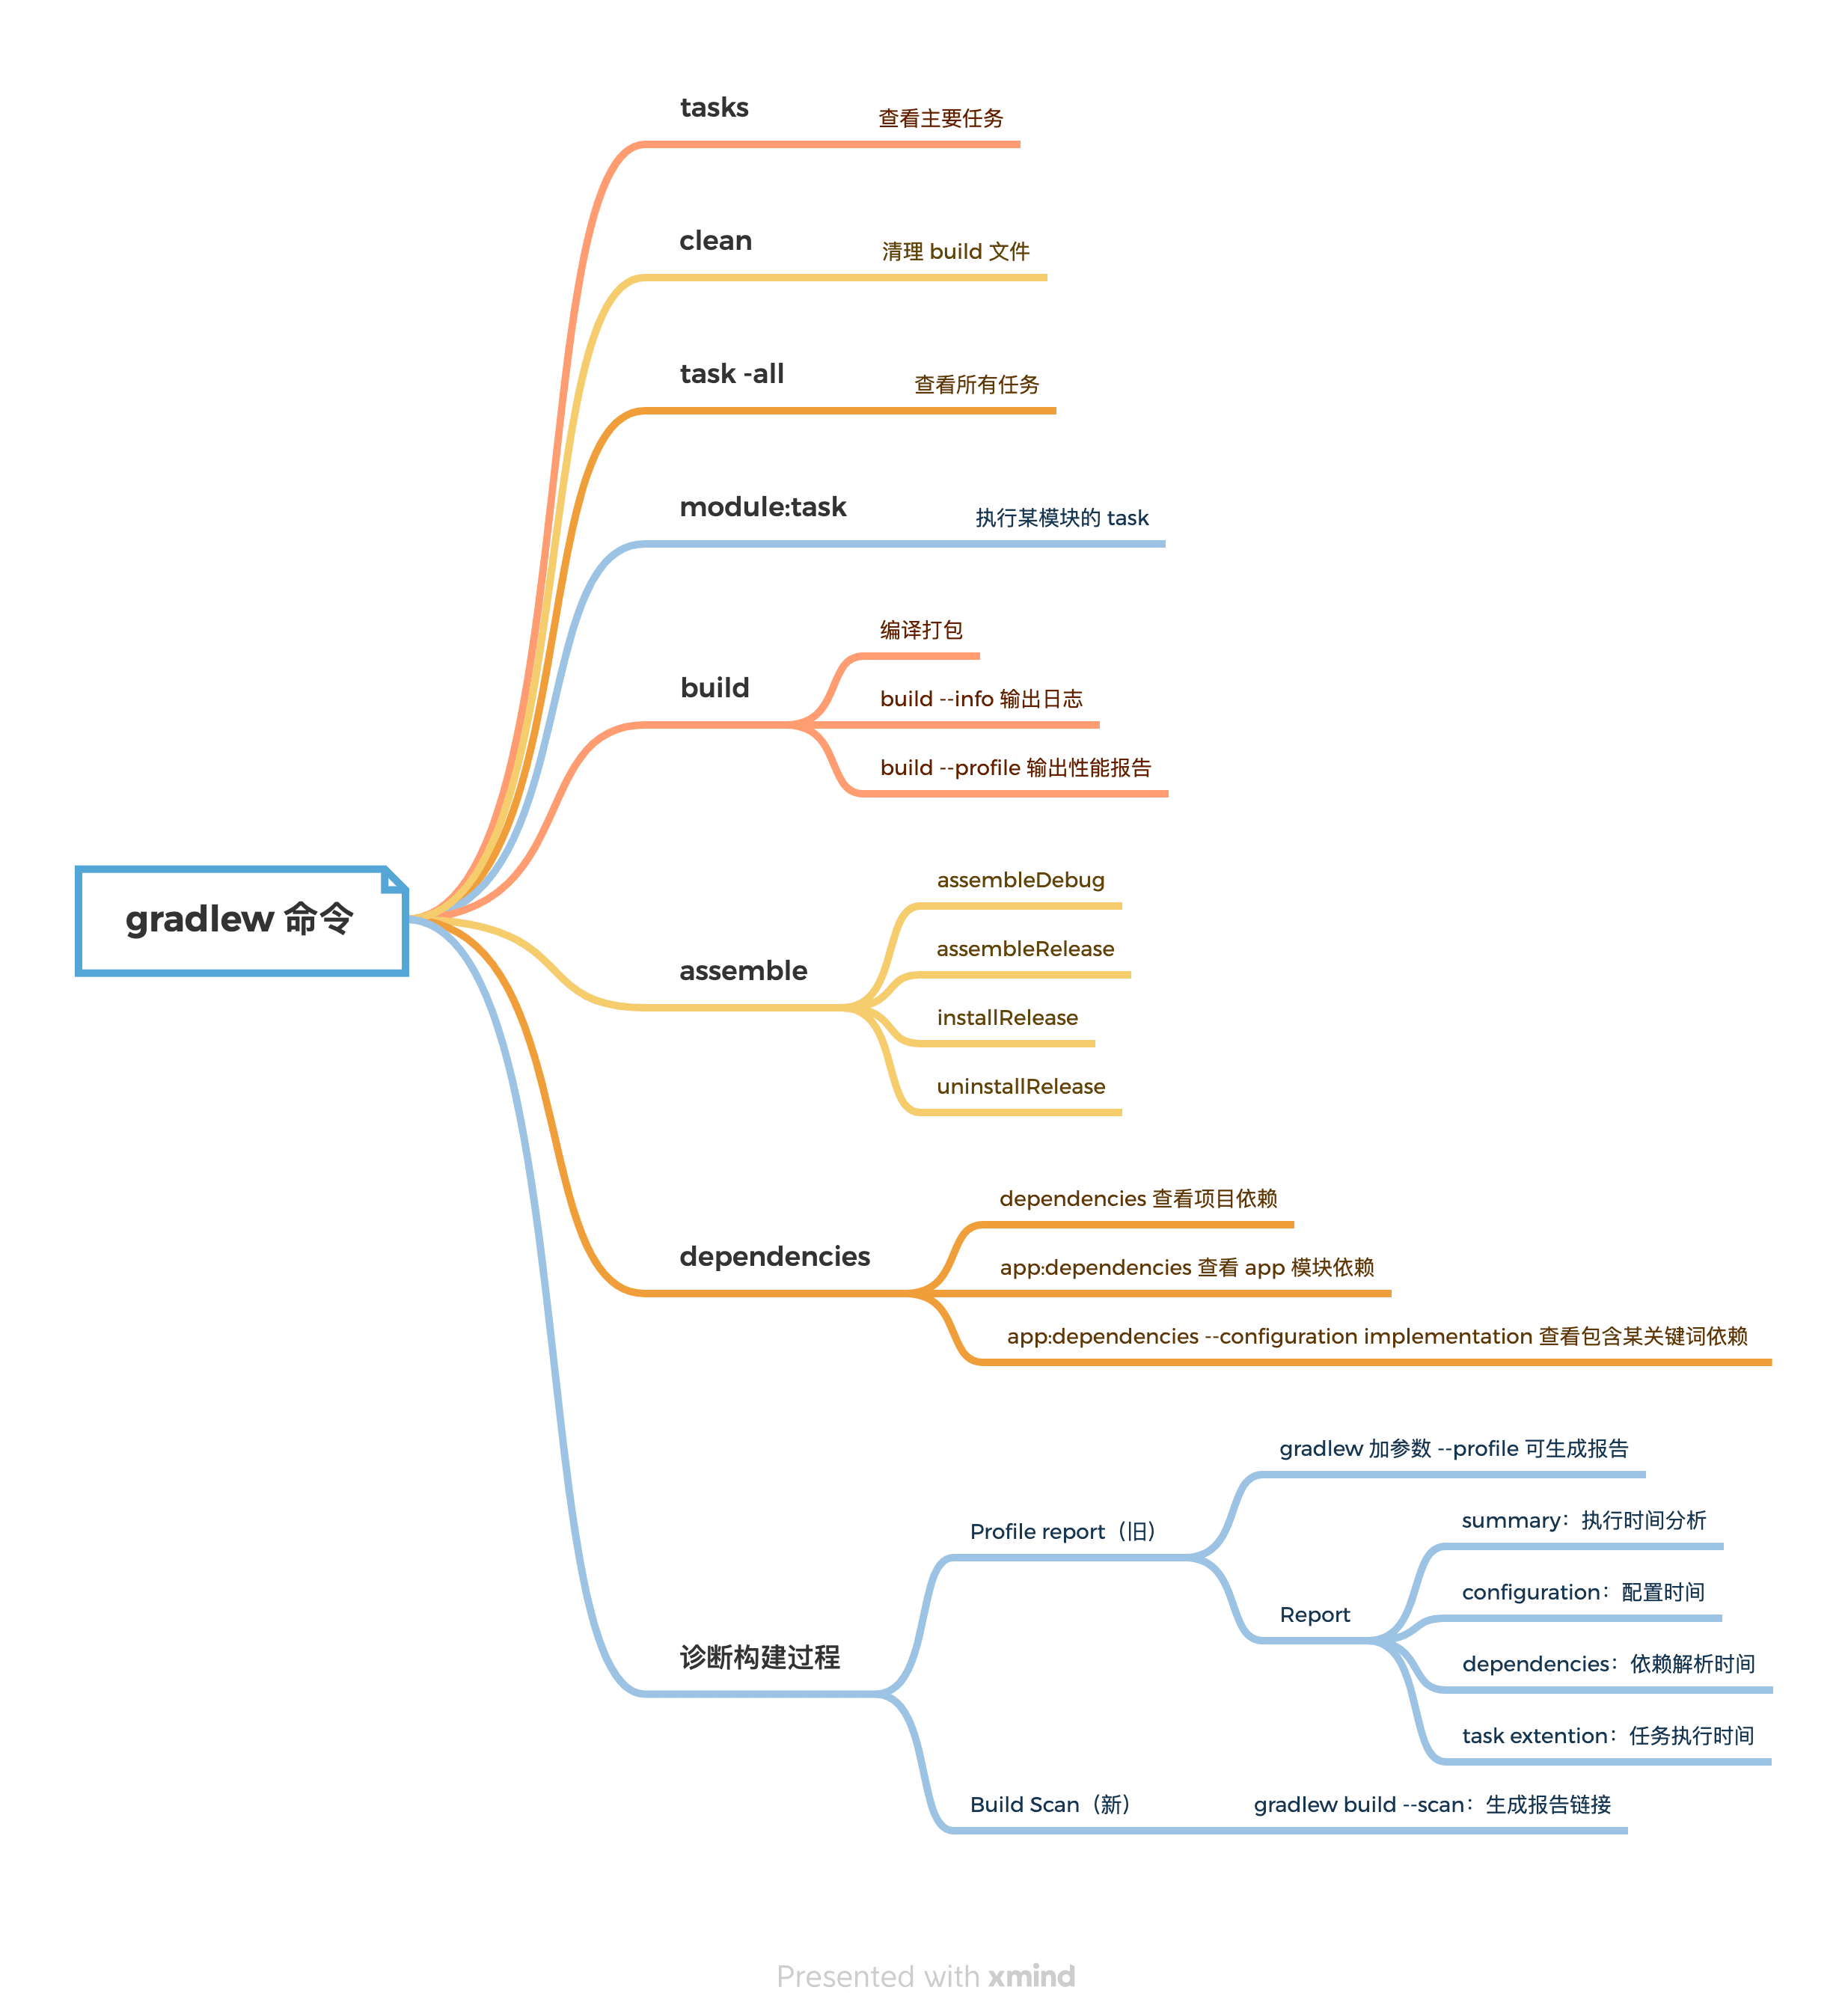 gradlew 命令
tasks
查看主要任务
clean
清理 build 文件
task -all
查看所有任务
module:task
执行某模块的 task
build
编译打包
build --info 输出日志
build --profile 输出性能报告
assemble
assembleDebug
assembleRelease
installRelease
uninstallRelease
dependencies
dependencies 查看项目依赖
app:dependencies 查看 app 模块依赖
app:dependencies --configuration implementation 查看包含某关键词依赖
诊断构建过程
Profile report（旧）
gradlew 加参数 --profile 可生成报告
Report
summary：执行时间分析
configuration：配置时间
dependencies：依赖解析时间
task extention：任务执行时间
Build Scan（新）
gradlew build --scan：生成报告链接
Presented with xmind